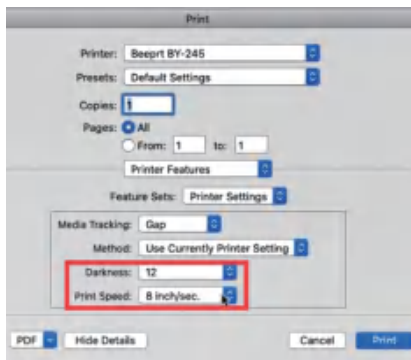 Print
Printer: Beeprt BY-245
Presets: Default Settings
Copies: 1
Pages: All
From: 1 to: 1
Printer Features
Feature Sets: Printer Settings
Media Tracking: Gap
Method: Use Currently Printer Setting
Darkness: 12
Print Speed: 8 inch/sec.
PDF Hide Details Cancel Print